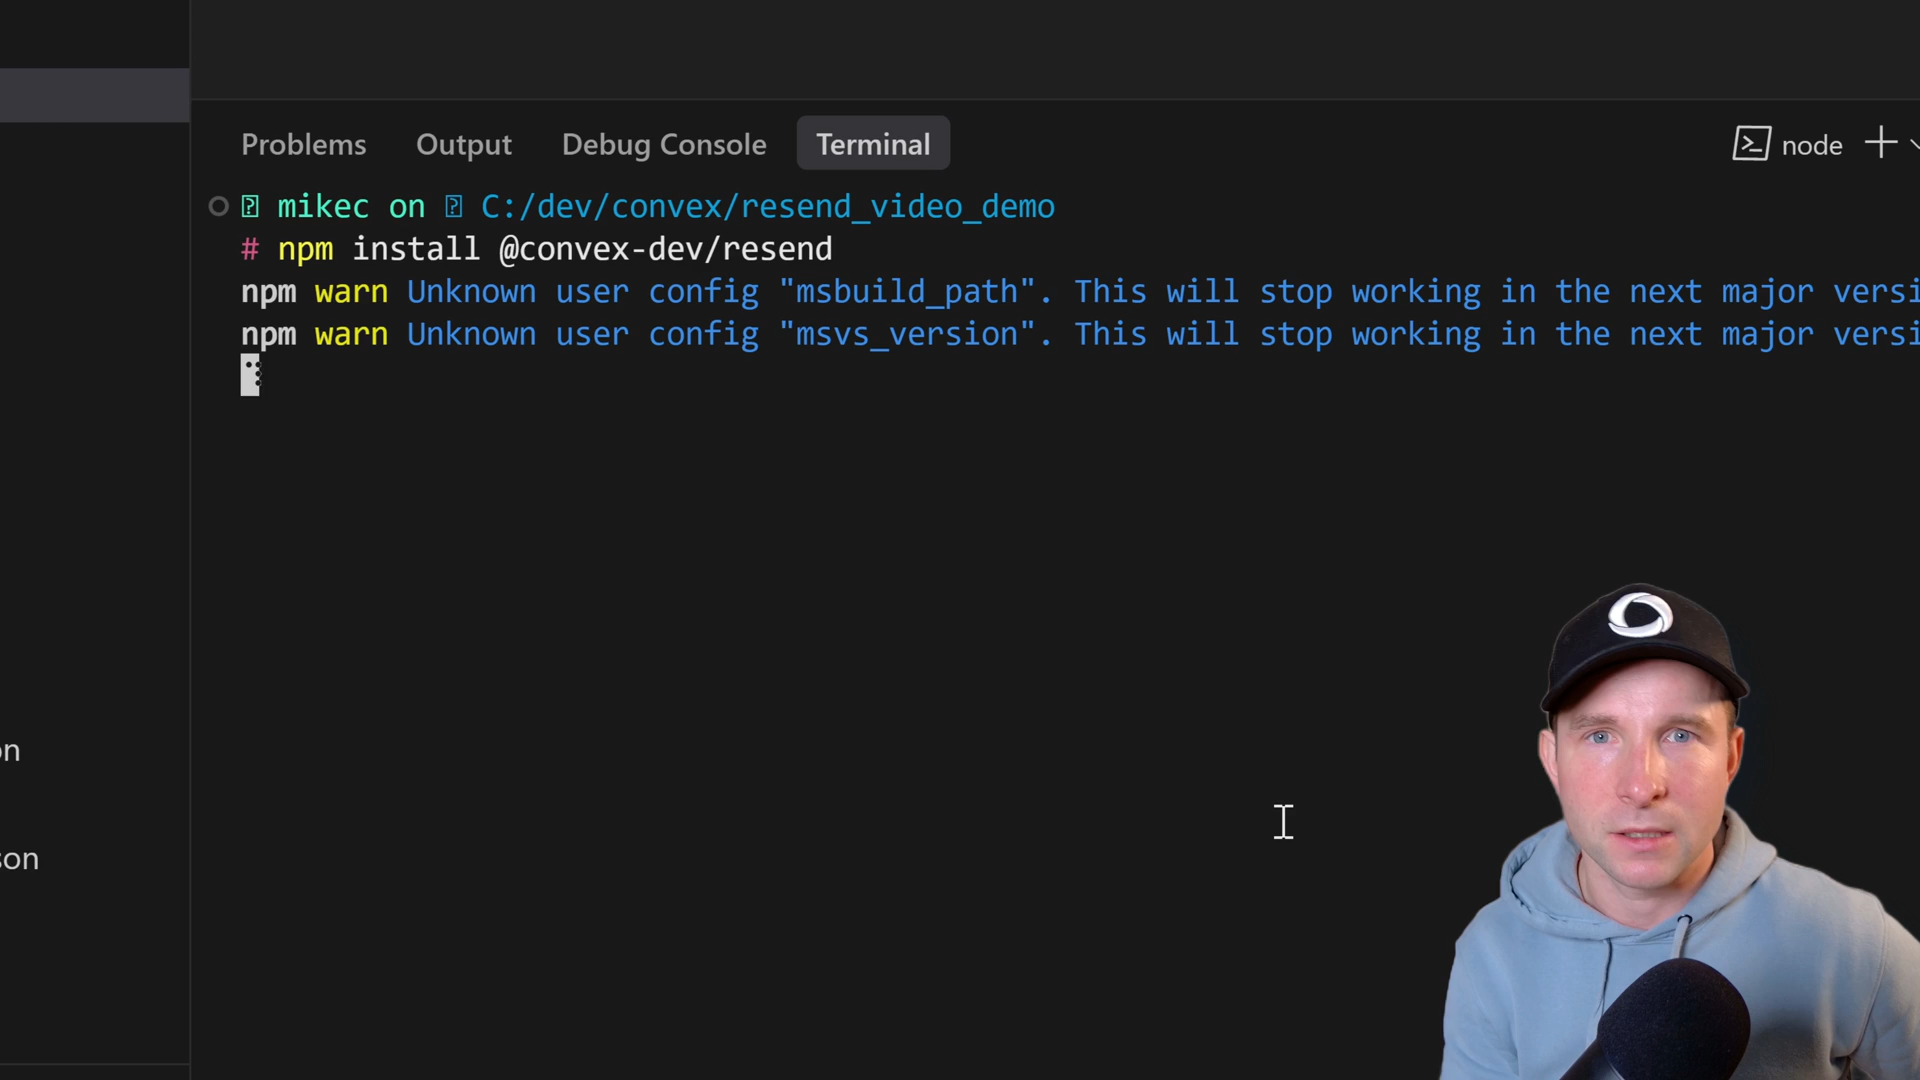 Problems Output Debug Console Terminal node
mikec on C:/dev/convex/resend_video_demo
# npm install @convex-dev/resend
npm warn Unknown user config "msbuild_path". This will stop working in the next major versi
npm warn Unknown user config "msvs_version". This will stop working in the next major versi
on
son